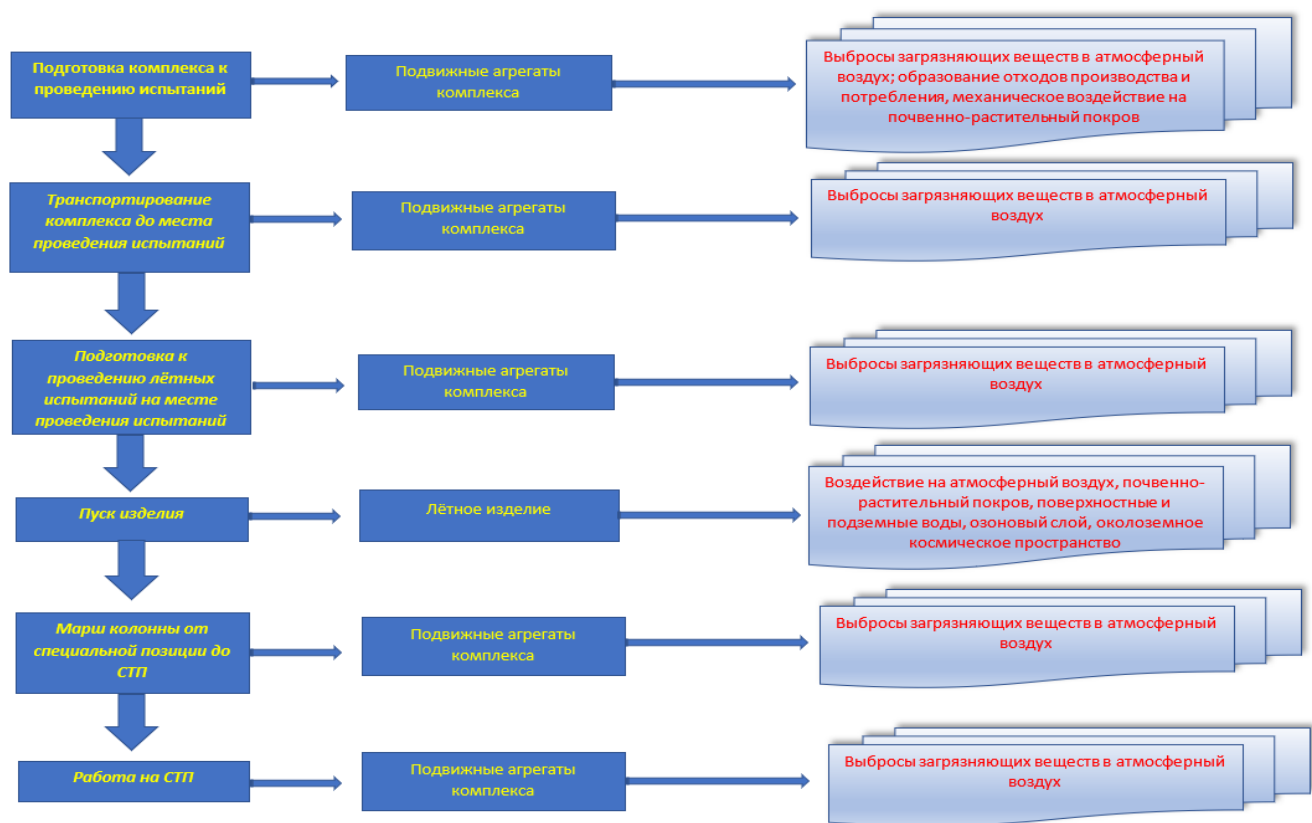 Подготовка комплекса к
проведению испытаний
Подвижные агрегаты
комплекса
Выбросы загрязняющих веществ в атмосферный
воздух; образование отходов производства и
потребления, механическое воздействие на
почвенно-растительный покров
Транспортирование
комплекса до места
проведения испытаний
Подвижные агрегаты
комплекса
Выбросы загрязняющих веществ в атмосферный
воздух
Подготовка к
проведению лётных
испытаний на месте
проведения испытаний
Подвижные агрегаты
комплекса
Выбросы загрязняющих веществ в атмосферный
воздух
Пуск изделия
Лётное изделие
Воздействие на атмосферный воздух, почвенно-
растительный покров, поверхностные и
подземные воды, озоновый слой, околоземное
космическое пространство
Марш колонны от
специальной позиции до
СТП
Подвижные агрегаты
комплекса
Выбросы загрязняющих веществ в атмосферный
воздух
Работа на СТП
Подвижные агрегаты
комплекса
Выбросы загрязняющих веществ в атмосферный
воздух